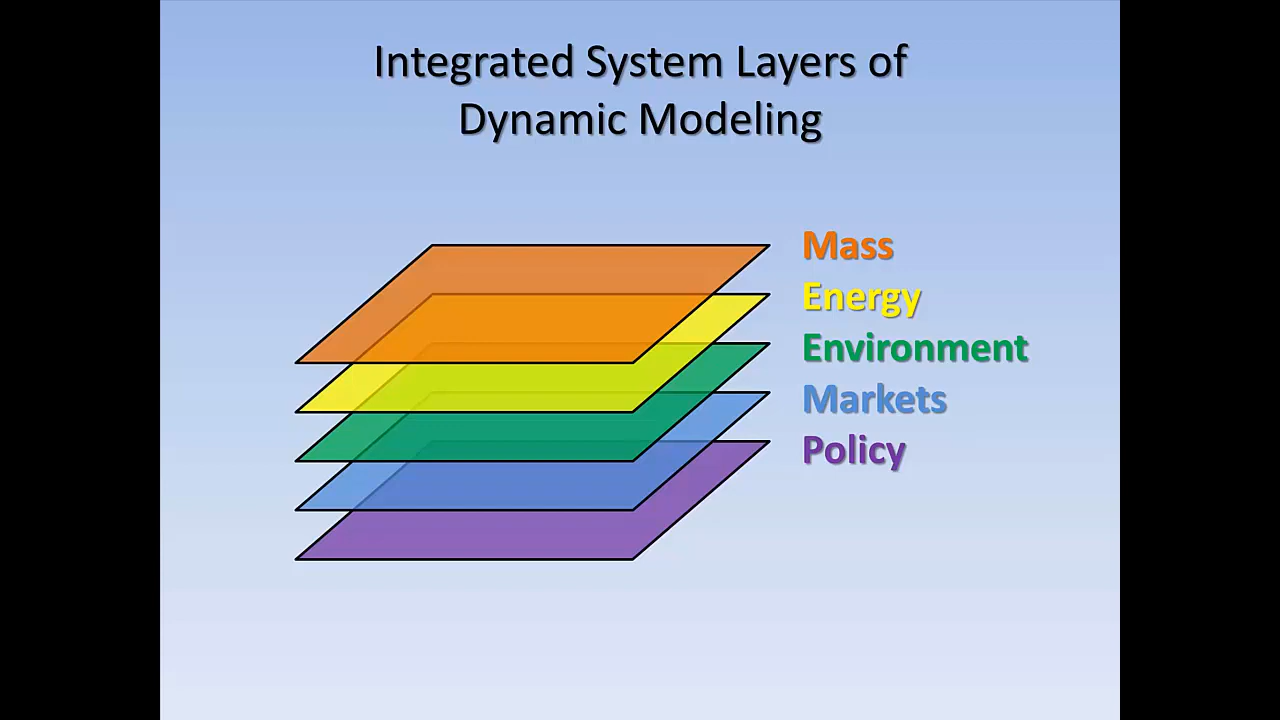 Integrated System Layers of
Dynamic Modeling
Mass
Energy
Environment
Markets
Policy